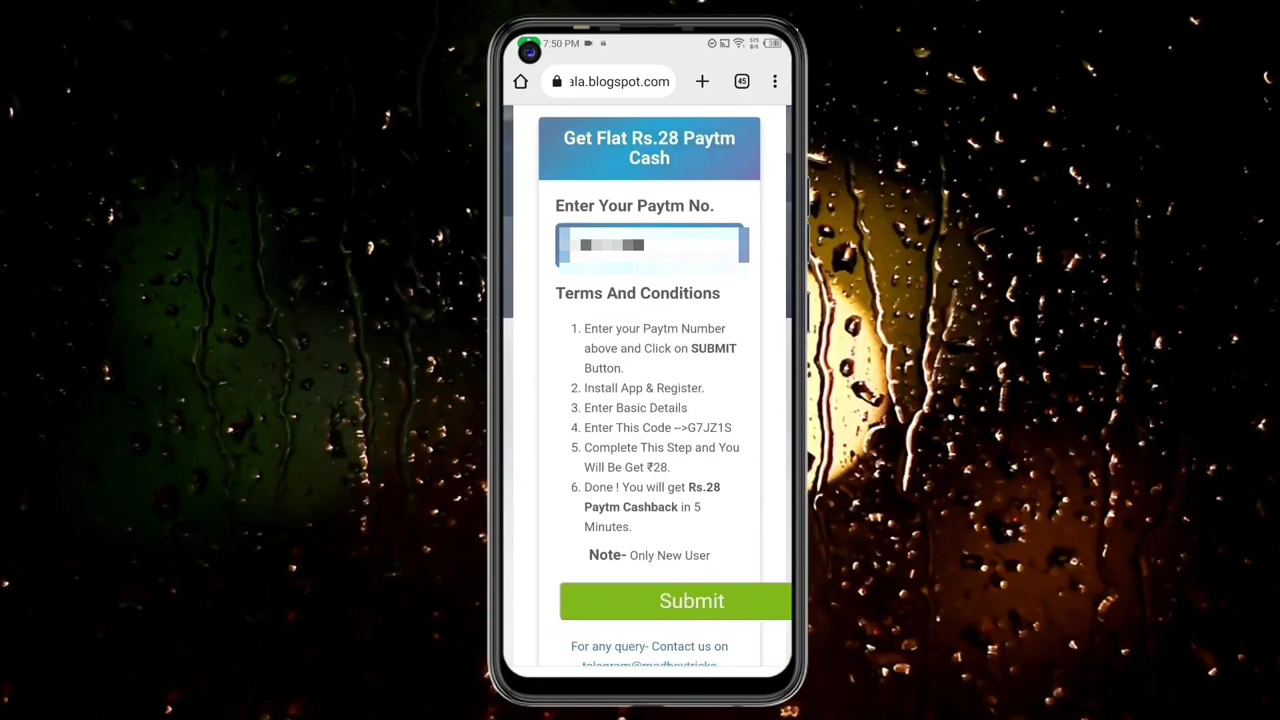 7:50 PM
ala.blogspot.com
45
Get Flat Rs.28 Paytm
Cash
Enter Your Paytm No.
Terms And Conditions
1. Enter your Paytm Number
above and Click on SUBMIT
Button.
2. Install App & Register.
3. Enter Basic Details
4. Enter This Code -->G7JZ1S
5. Complete This Step and You
Will Be Get ₹28.
6. Done ! You will get Rs.28
Paytm Cashback in 5
Minutes.
Note- Only New User
Submit
For any query- Contact us on